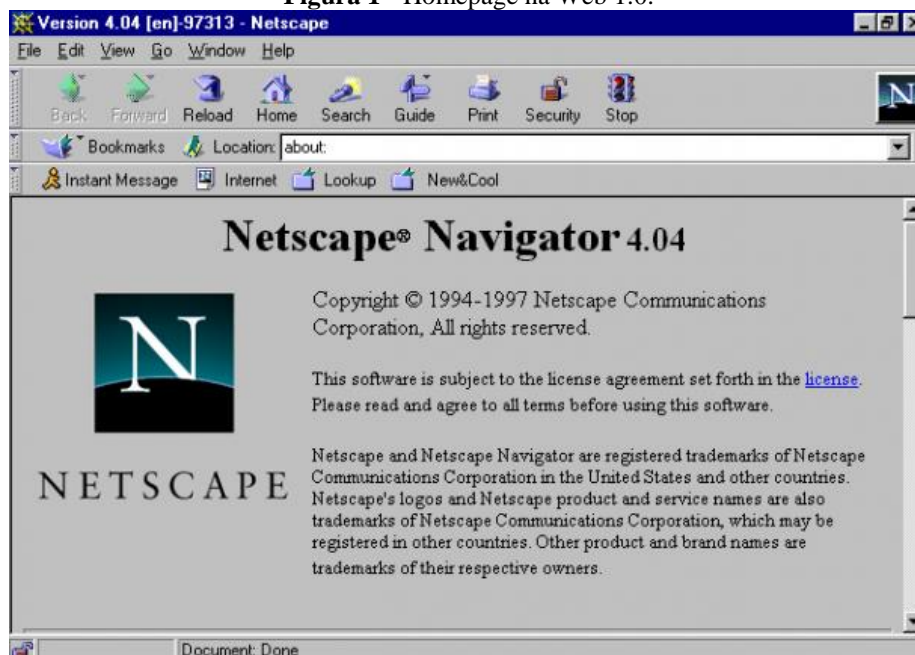 Figura 1 - Homepage na Web 1.0.
Version 4.04 [en]-97313 - Netscape
File Edit View Go Window Help
Back Forward Reload Home Search Guide Print Security Stop
N
Bookmarks Location: about:
Instant Message Internet Lookup New&Cool
Netscape® Navigator 4.04
Copyright © 1994-1997 Netscape Communications
Corporation, All rights reserved.
This software is subject to the license agreement set forth in the license.
Please read and agree to all terms before using this software.
N
NETSCAPE
Netscape and Netscape Navigator are registered trademarks of Netscape
Communications Corporation in the United States and other countries.
Netscape's logos and Netscape product and service names are also
trademarks of Netscape Communications Corporation, which may be
registered in other countries. Other product and brand names are
trademarks of their respective owners.
Document: Done